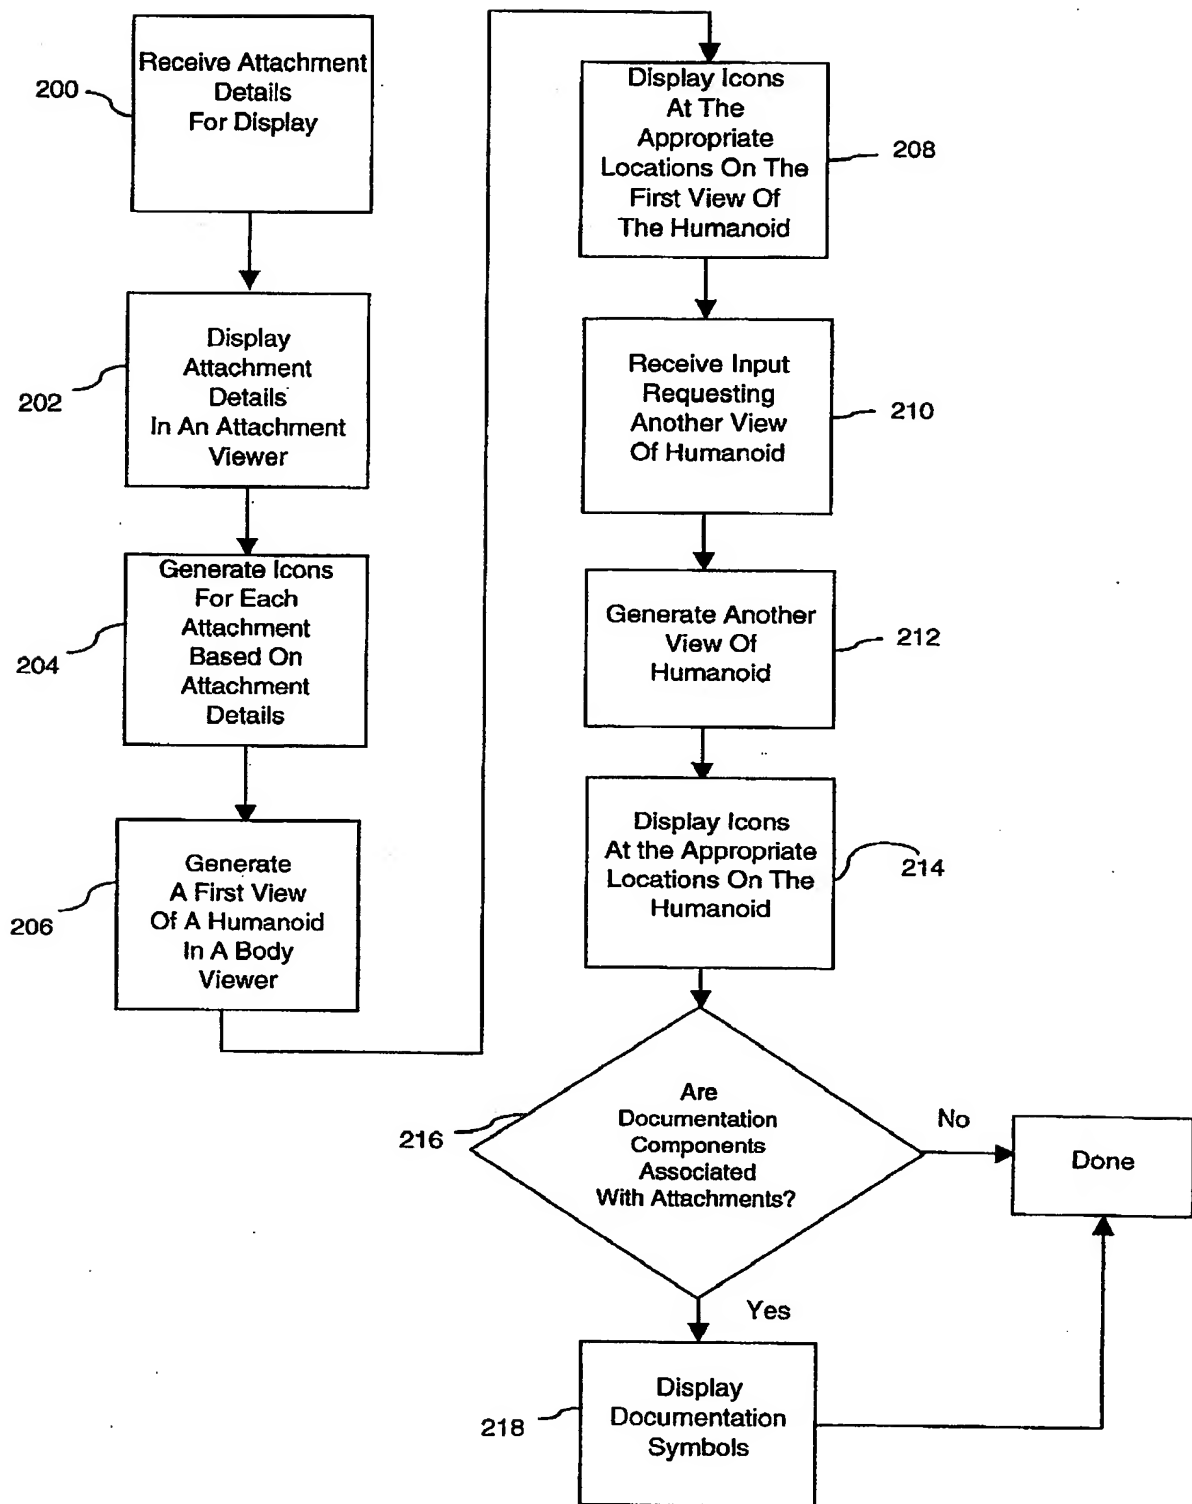 200
Receive Attachment
Details
For Display
202
Display
Attachment
Details
In An Attachment
Viewer
204
Generate Icons
For Each
Attachment
Based On
Attachment
Details
206
Generate
A First View
Of A Humanoid
In A Body
Viewer
Display Icons
At The
Appropriate
Locations On The
First View Of
The Humanoid
208
Receive Input
Requesting
Another View
Of Humanoid
210
Generate Another
View Of
Humanoid
212
Display Icons
At the Appropriate
Locations On The
Humanoid
214
216
Are
Documentation
Components
Associated
With Attachments?
No
Done
Yes
218
Display
Documentation
Symbols